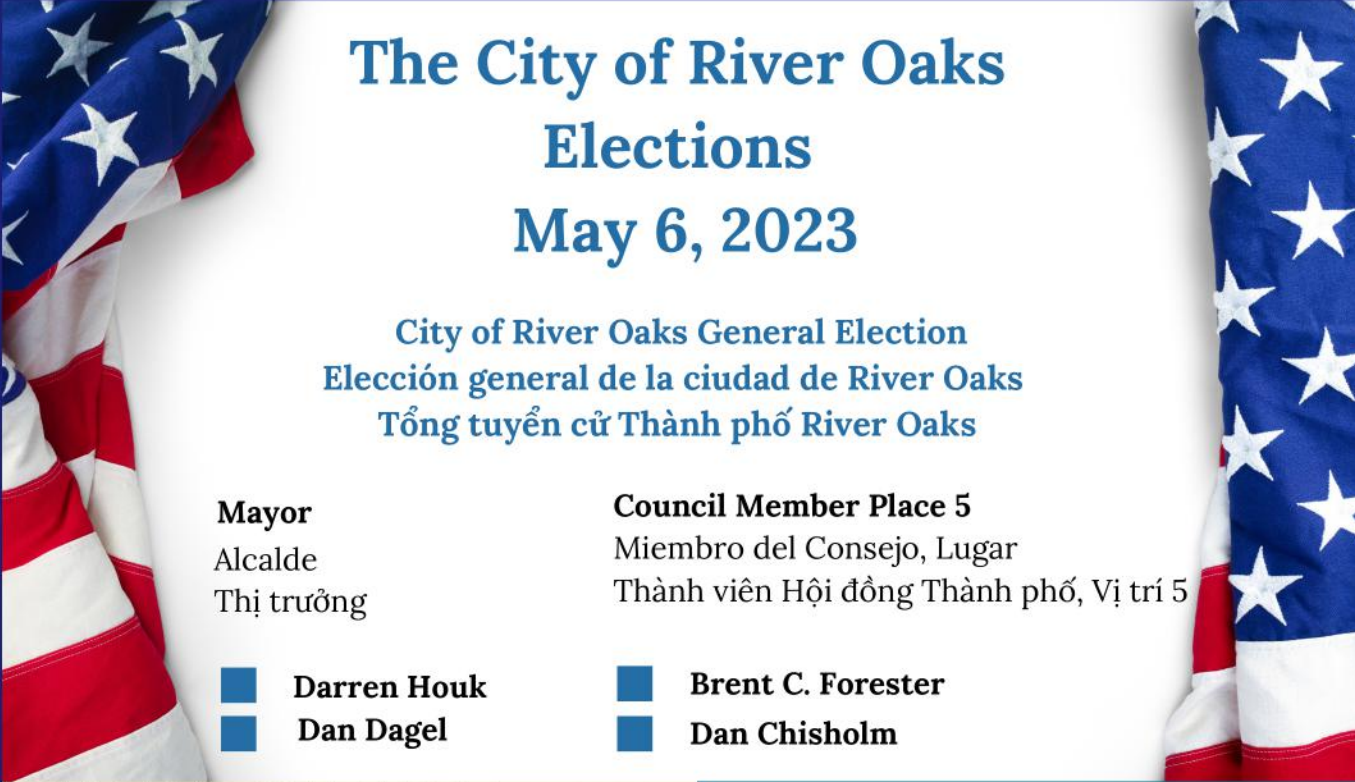 The City of River Oaks
Elections
May 6, 2023
City of River Oaks General Election
Elección general de la ciudad de River Oaks
Tổng tuyển cử Thành phố River Oaks
Mayor
Alcalde
Thị trưởng
Darren Houk
Dan Dagel
Council Member Place 5
Miembro del Consejo, Lugar
Thành viên Hội đồng Thành phố, Vị trí 5
Brent C. Forester
Dan Chisholm